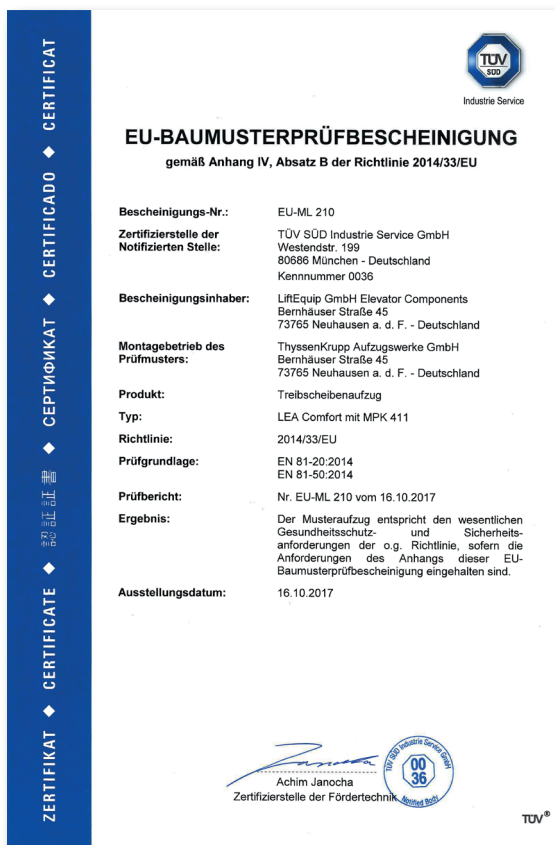 TÜV
SÜD
Industrie Service
EU-BAUMUSTERPRÜFBESCHEINIGUNG
gemäß Anhang IV, Absatz B der Richtlinie 2014/33/EU
Bescheinigungs-Nr.: EU-ML 210
Zertifizierstelle der TÜV SÜD Industrie Service GmbH
Notifizierten Stelle: Westendstr. 199
80686 München - Deutschland
Kennnummer 0036
Bescheinigungsinhaber: LiftEquip GmbH Elevator Components
Bernhäuser Straße 45
73765 Neuhausen a. d. F. - Deutschland
Montagebetrieb des ThyssenKrupp Aufzugswerke GmbH
Prüfmusters: Bernhäuser Straße 45
73765 Neuhausen a. d. F. - Deutschland
Produkt: Treibscheibenaufzug
Typ: LEA Comfort mit MPK 411
Richtlinie: 2014/33/EU
Prüfgrundlage: EN 81-20:2014
EN 81-50:2014
Prüfbericht: Nr. EU-ML 210 vom 16.10.2017
Ergebnis: Der Musteraufzug entspricht den wesentlichen
Gesundheitsschutz- und Sicherheits-
anforderungen der o.g. Richtlinie, sofern die
Anforderungen des Anhangs dieser EU-
Baumusterprüfbescheinigung eingehalten sind.
Ausstellungsdatum: 16.10.2017
Janocha
Achim Janocha
Zertifizierstelle der Fördertechnik
TÜV SÜD Industrie Service GmbH
00
36
Notified Body
TÜV®
ZERTIFIKAT ◆ CERTIFICATE ◆ 認証証書 ◆ СЕРТИФИКАТ ◆ CERTIFICADO ◆ CERTIFICAT